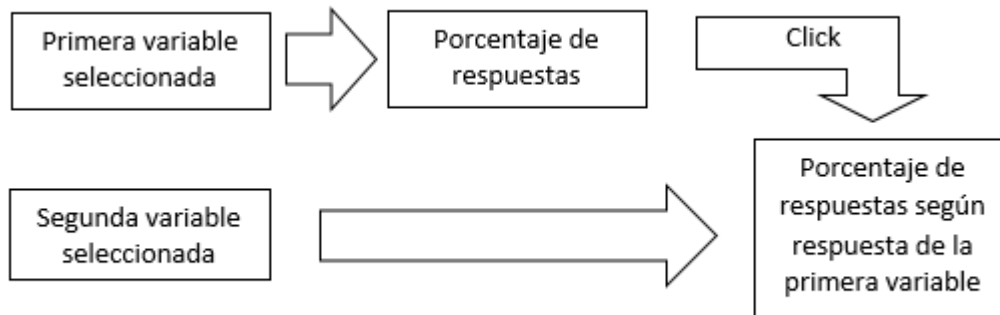 Primera variable
seleccionada
Porcentaje de
respuestas
Click
Segunda variable
seleccionada
Porcentaje de
respuestas según
respuesta de la
primera variable